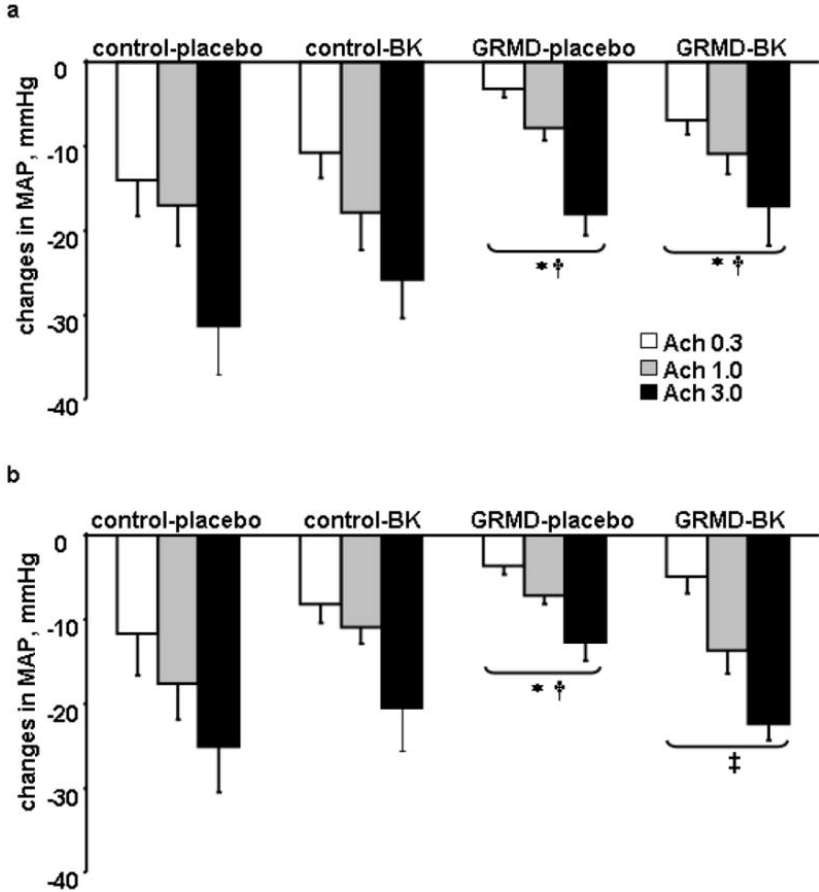 a
control-placebo control-BK GRMD-placebo GRMD-BK
0
-10
-20
-30
-40
changes in MAP, mmHg
* †
* †
Ach 0.3
Ach 1.0
Ach 3.0
b
control-placebo control-BK GRMD-placebo GRMD-BK
0
-10
-20
-30
-40
changes in MAP, mmHg
* †
‡